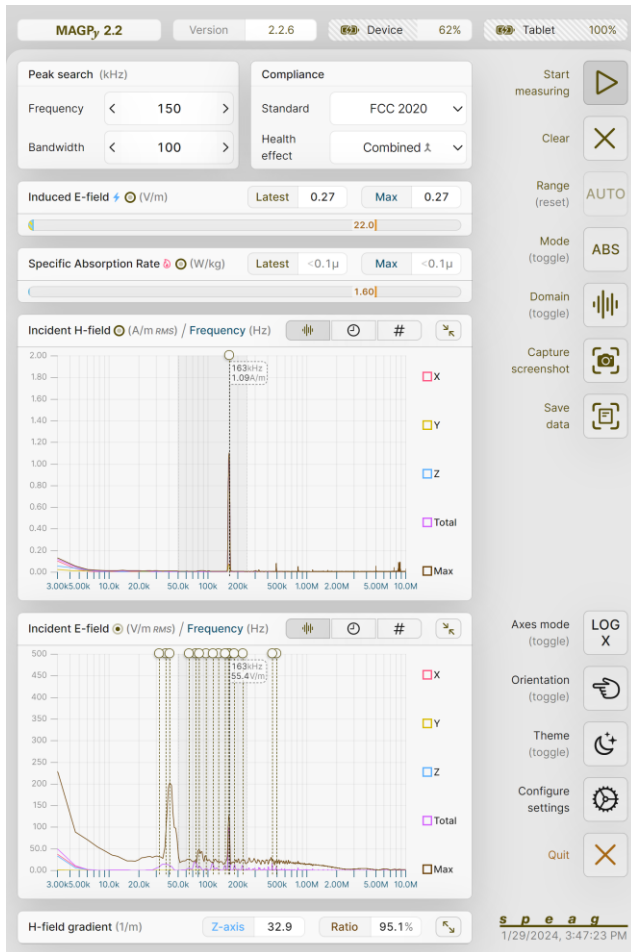 MAGPy 2.2 Version 2.2.6 Device 62% Tablet 100%
Peak search (kHz)
Frequency < 150 >
Bandwidth < 100 >
Compliance
Standard FCC 2020
Health effect Combined
Start measuring
Clear
Range (reset) AUTO
Mode (toggle) ABS
Domain (toggle)
Capture screenshot
Save data
Induced E-field (V/m) Latest 0.27 Max 0.27
22.0
Specific Absorption Rate (W/kg) Latest <0.1µ Max <0.1µ
1.60
Incident H-field (A/m RMS) / Frequency (Hz) #
2.00
1.80
1.60
1.40
1.20
1.00
0.80
0.60
0.40
0.20
0.00
163kHz
1.09A/m
X
Y
Z
Total
Max
3.00k 5.00k 10.0k 20.0k 50.0k 100k 200k 500k 1.00M 2.00M 5.00M 10.0M
Incident E-field (V/m RMS) / Frequency (Hz) #
500
450
400
350
300
250
200
150
100
50.0
0.00
163kHz
55.4V/m
X
Y
Z
Total
Max
3.00k 5.00k 10.0k 20.0k 50.0k 100k 200k 500k 1.00M 2.00M 5.00M 10.0M
Axes mode (toggle) LOG X
Orientation (toggle)
Theme (toggle)
Configure settings
Quit
H-field gradient (1/m) Z-axis 32.9 Ratio 95.1%
speag
1/29/2024, 3:47:23 PM